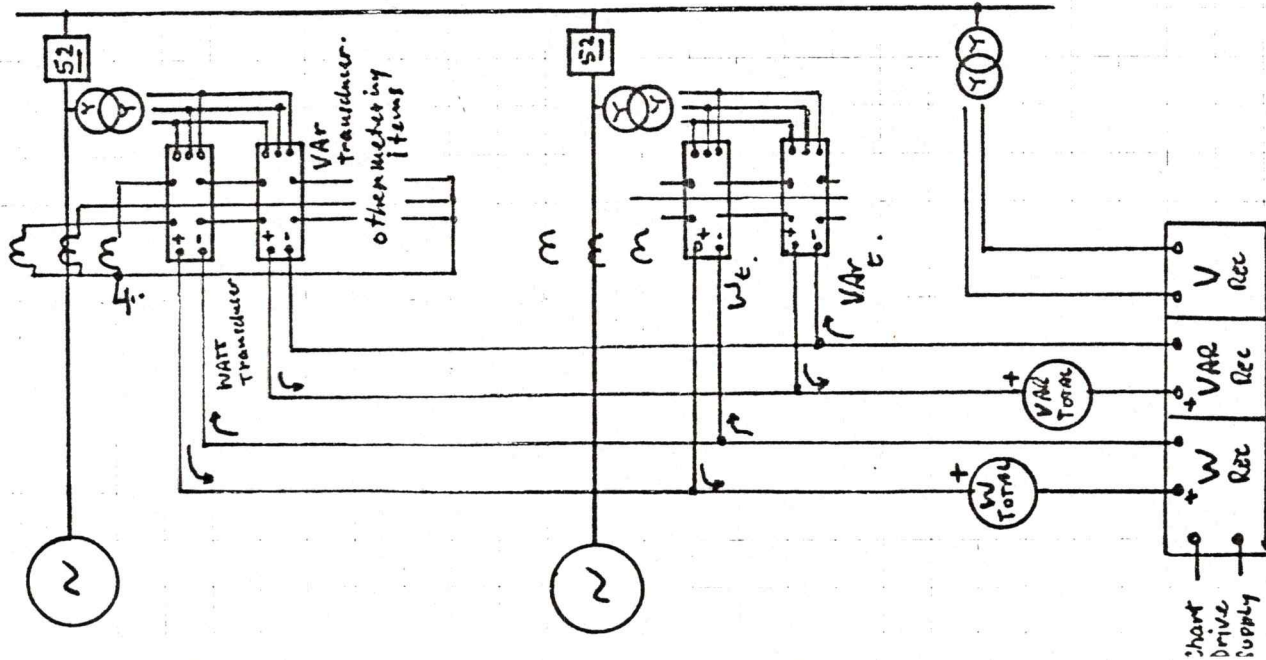 52
Y Y
VAr
transducer.
other metering
items
+ -
+ -
WATT
Transducer
~
52
Y Y
+ -
+ -
Wt.
VAr
t.
~
Y Y
+
VAR
TOTAL
+
W
TOTAL
V
REC
VAR
REC
+
W
REC
+
Chart
Drive
Supply